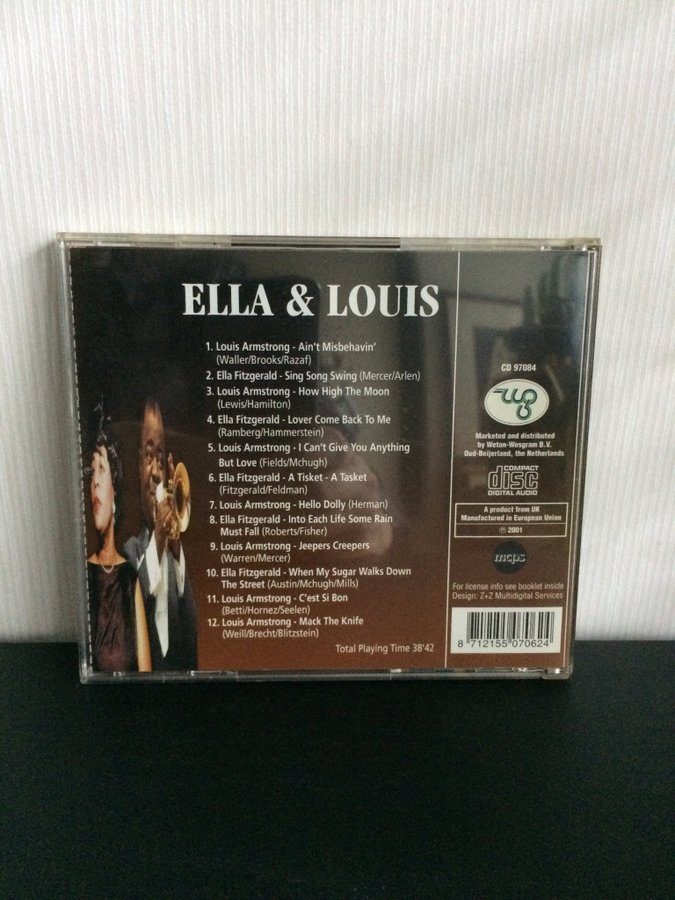 ELLA & LOUIS
1. Louis Armstrong - Ain't Misbehavin'
(Waller/Brooks/Razaf)
2. Ella Fitzgerald - Sing Song Swing (Mercer/Arlen)
3. Louis Armstrong - How High The Moon
(Lewis/Hamilton)
4. Ella Fitzgerald - Lover Come Back To Me
(Ramberg/Hammerstein)
5. Louis Armstrong - I Can't Give You Anything
But Love (Fields/Mchugh)
6. Ella Fitzgerald - A Tisket - A Tasket
(Fitzgerald/Feldman)
7. Louis Armstrong - Hello Dolly (Herman)
8. Ella Fitzgerald - Into Each Life Some Rain
Must Fall (Roberts/Fisher)
9. Louis Armstrong - Jeepers Creepers
(Warren/Mercer)
10. Ella Fitzgerald - When My Sugar Walks Down
The Street (Austin/Mchugh/Mills)
11. Louis Armstrong - C'est Si Bon
(Betti/Hornez/Seelen)
12. Louis Armstrong - Mack The Knife
(Weill/Brecht/Blitzstein)
Total Playing Time 38'42
CD 97084
Marketed and distributed
by Weton-Wesgram B.V.
Oud-Beijerland, the Netherlands
COMPACT
disc
DIGITAL AUDIO
A product from UK
Manufactured in European Union
℗ 2001
mcps
For license info see booklet inside
Design: Z+Z Multidigital Services
8 712155 070624